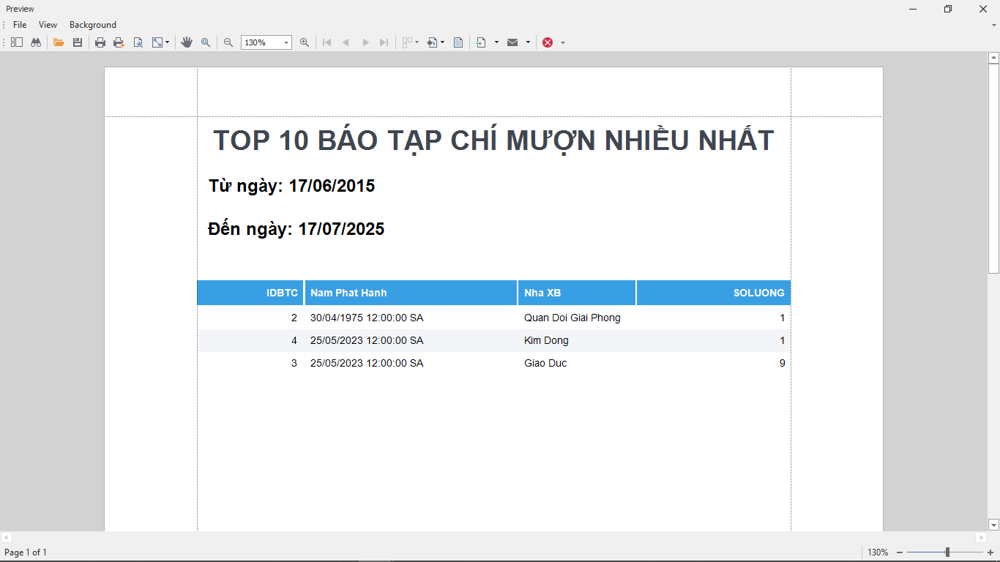 Preview
File View Background
130%
TOP 10 BÁO TẠP CHÍ MƯỢN NHIỀU NHẤT
Từ ngày: 17/06/2015
Đến ngày: 17/07/2025
IDBTC Nam Phat Hanh Nha XB SOLUONG
2 30/04/1975 12:00:00 SA Quan Doi Giai Phong 1
4 25/05/2023 12:00:00 SA Kim Dong 1
3 25/05/2023 12:00:00 SA Giao Duc 9
Page 1 of 1 130%